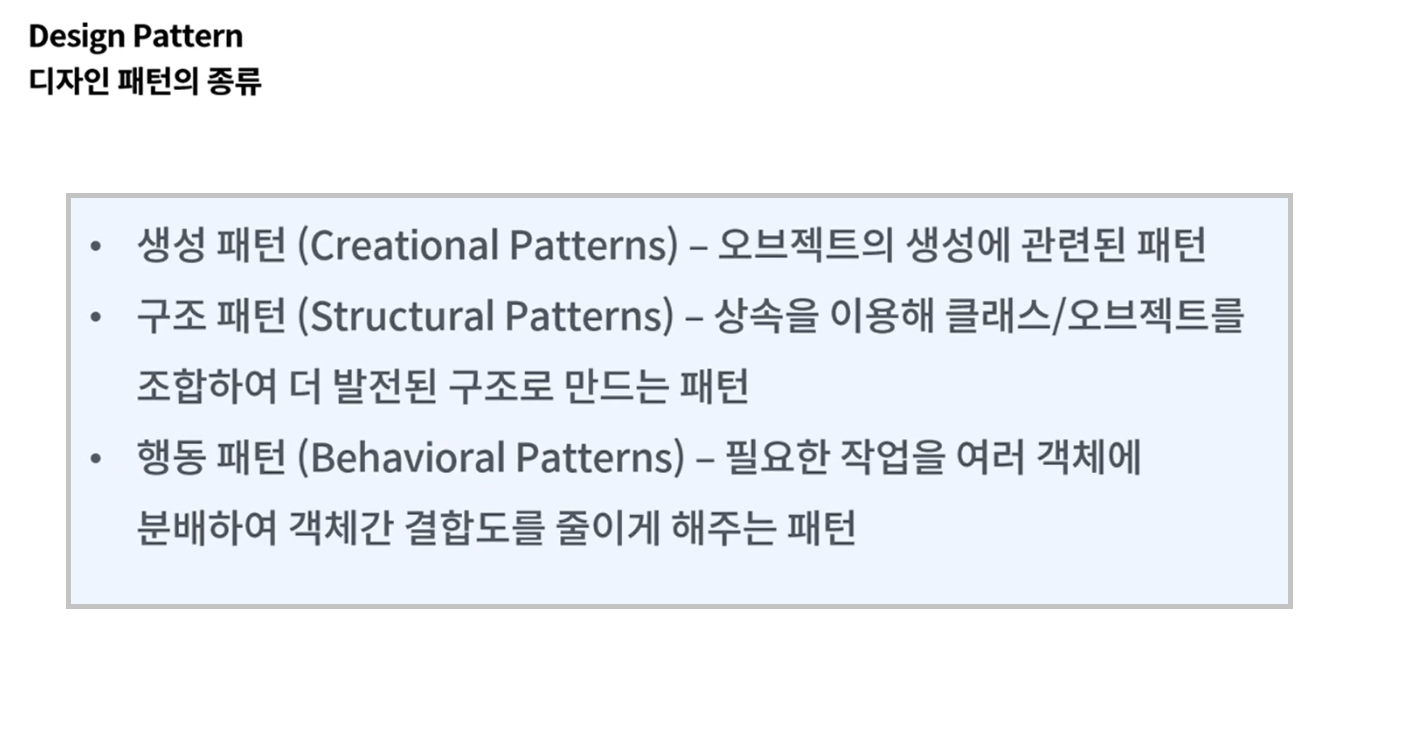 Design Pattern
디자인 패턴의 종류
• 생성 패턴 (Creational Patterns) – 오브젝트의 생성에 관련된 패턴
• 구조 패턴 (Structural Patterns) – 상속을 이용해 클래스/오브젝트를
조합하여 더 발전된 구조로 만드는 패턴
• 행동 패턴 (Behavioral Patterns) – 필요한 작업을 여러 객체에
분배하여 객체간 결합도를 줄이게 해주는 패턴